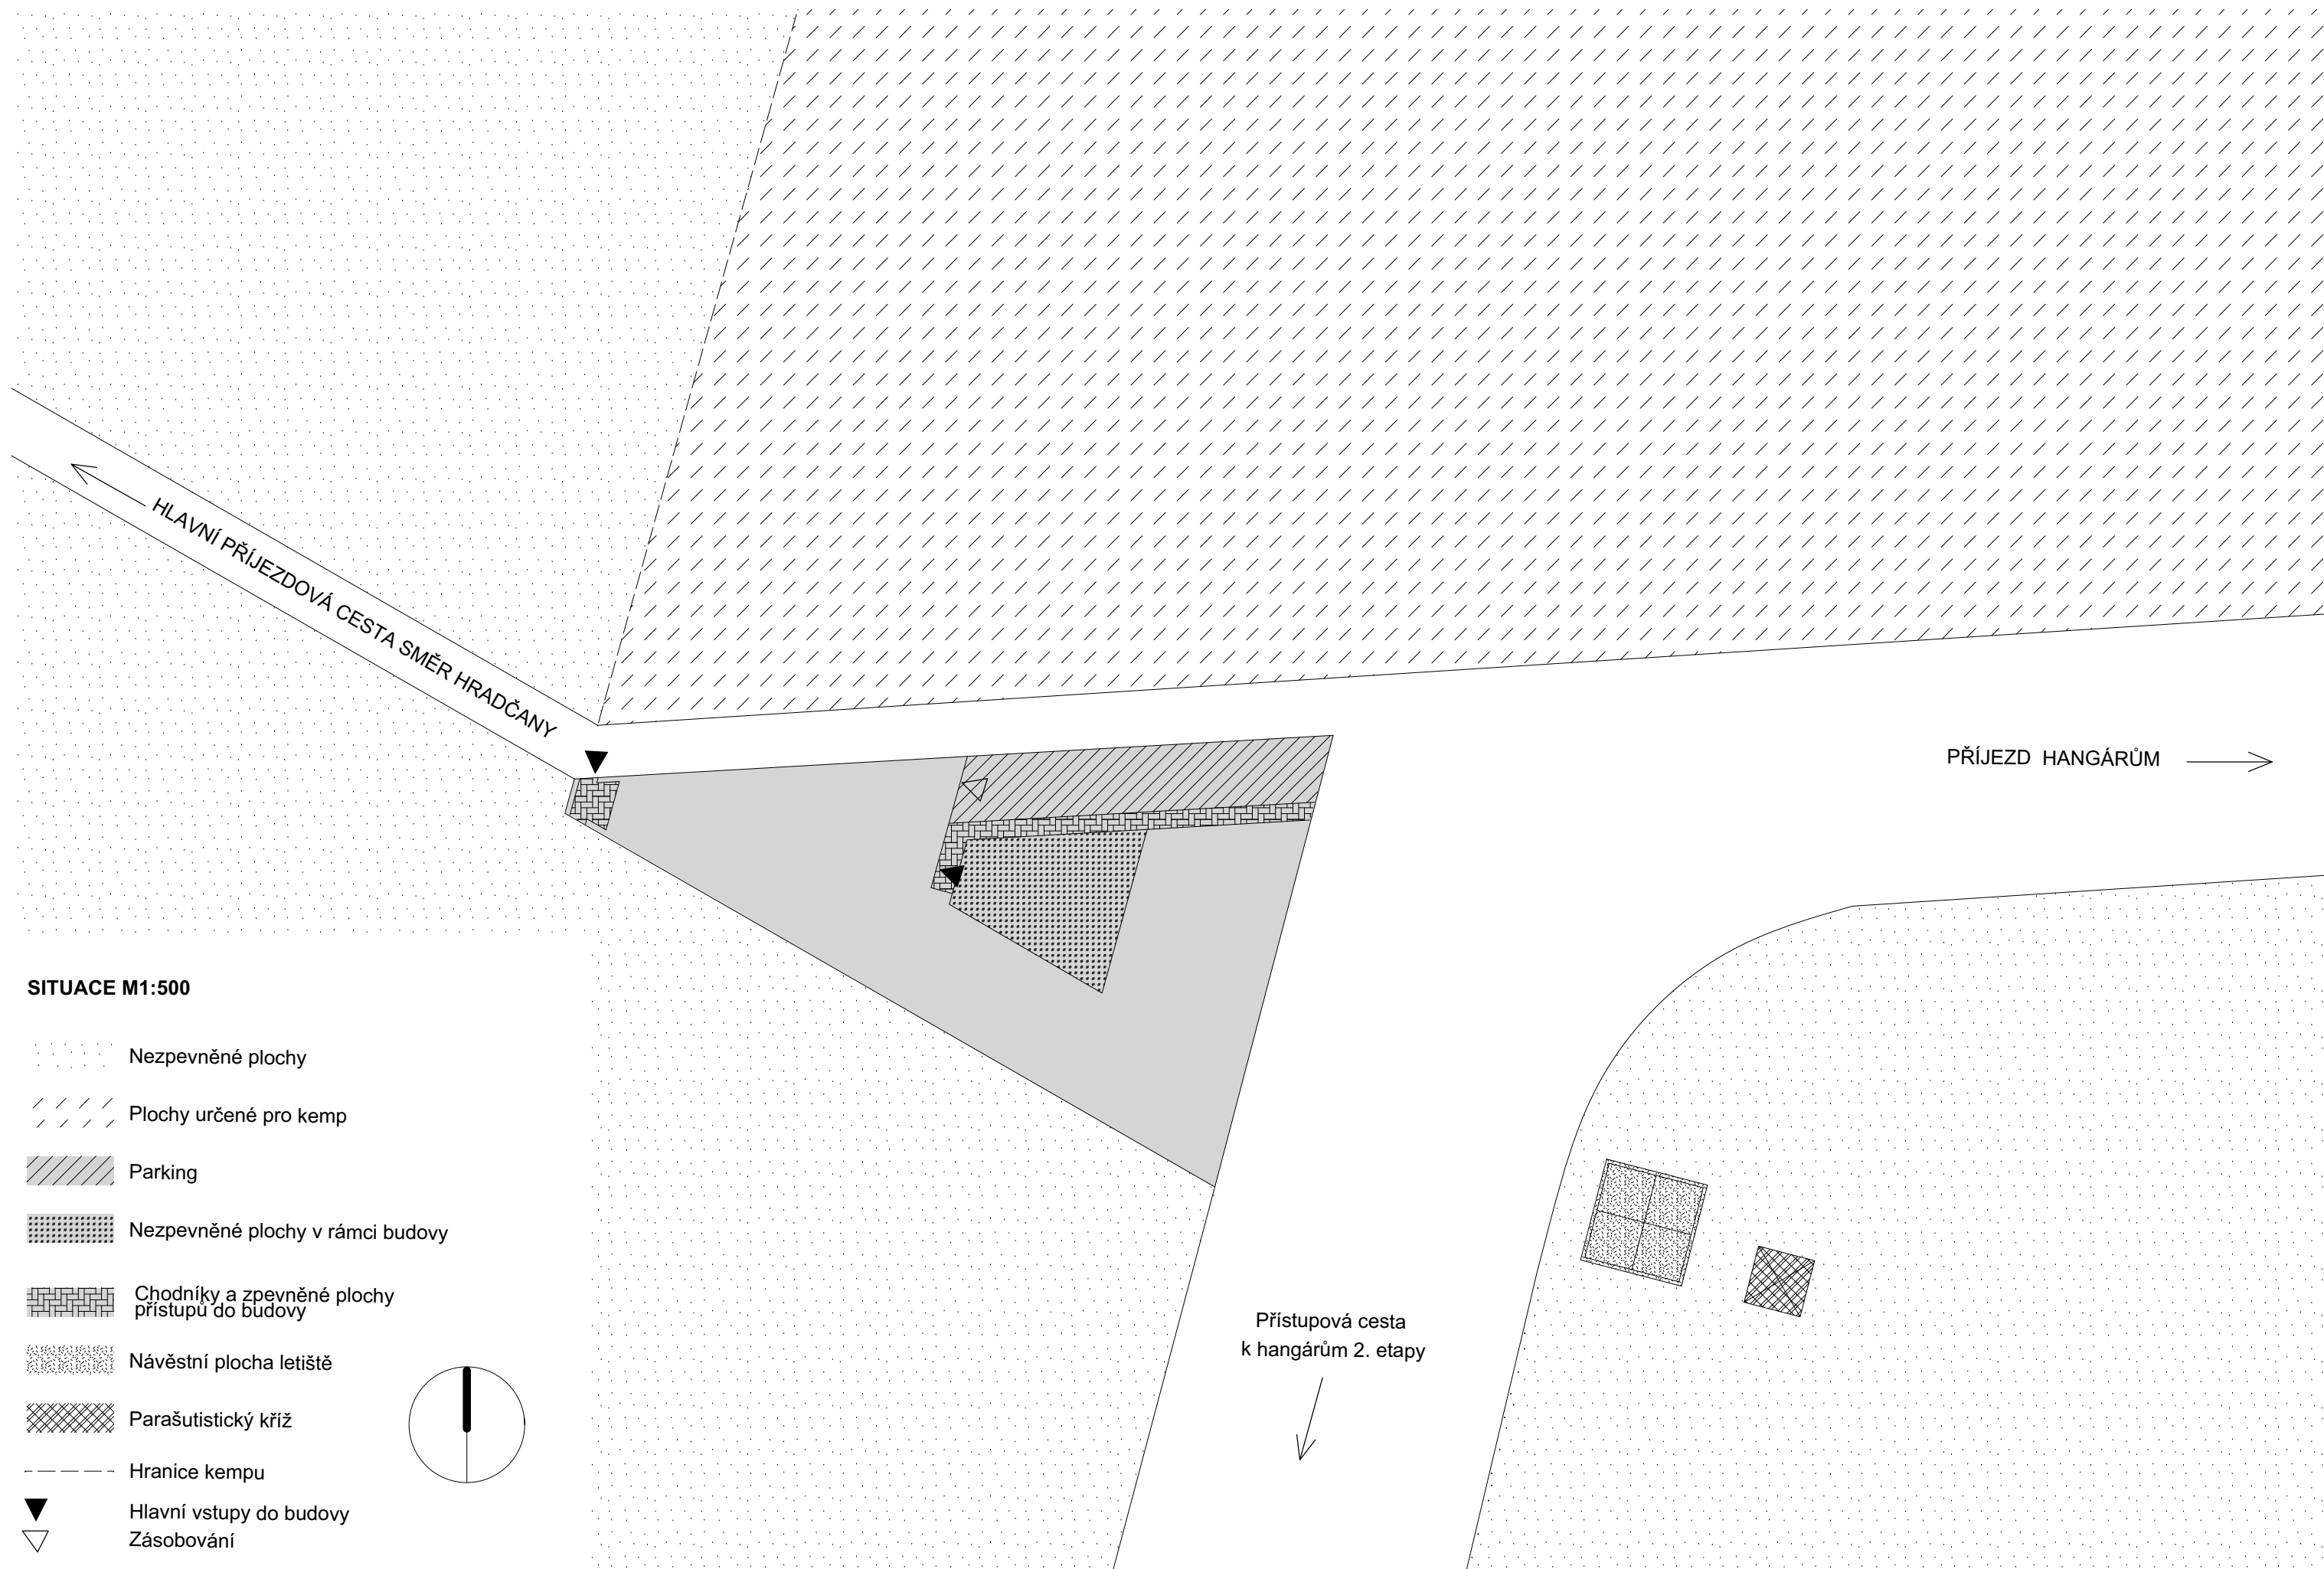 HLAVNÍ PŘÍJEZDOVÁ CESTA SMĚR HRADČANY
PŘÍJEZD HANGÁRŮM
SITUACE M1:500
Nezpevněné plochy
Plochy určené pro kemp
Parking
Nezpevněné plochy v rámci budovy
Chodníky a zpevněné plochy
přístupů do budovy
Návěstní plocha letiště
Parašutistický kříž
Hranice kempu
Hlavní vstupy do budovy
Zásobování
Přístupová cesta
k hangárům 2. etapy